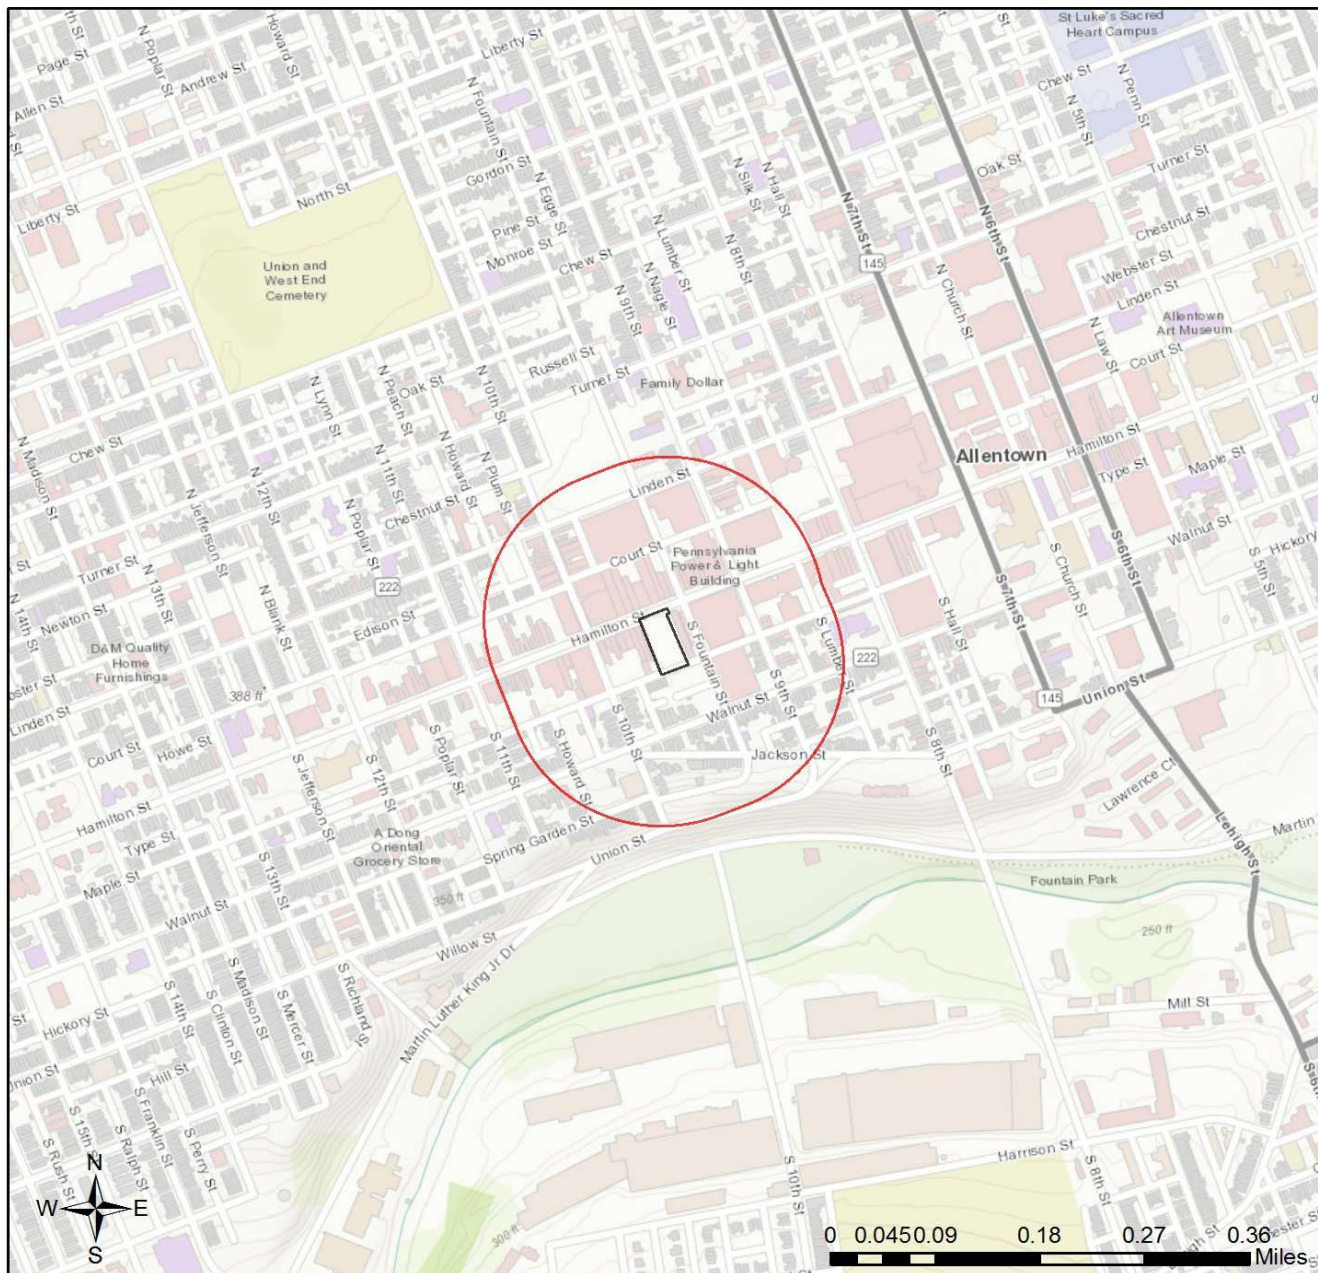 St Luke's Sacred
Heart Campus
Page St
N Poplar St
Howard St
Andrew St
Allen St
Liberty St
N Fountain St
Chew St
N Penn St
N 5th St
Liberty St
North St
Gordon St
N Egge St
Pine St
Monroe St
Chew St
N Lumber St
N Silk St
N Hall St
N 8th St
N 7th St
145
N 6th St
Oak St
Turner St
Chestnut St
Webster St
Linden St
Union and
West End
Cemetery
N 9th St
N Nagle St
N Church St
N Law St
Allentown
Art Museum
Court St
Russell St
Turner St
Family Dollar
N Lynn St
N Peach St
Oak St
N 10th St
N Madison St
Chew St
N 12th St
N 11th St
N Howard St
N Plum St
Linden St
Allentown
Hamilton St
Type St
Maple St
N Jefferson St
N Poplar St
Chestnut St
Court St
Pennsylvania
Power & Light
Building
Walnut St
Hickory
Turner St
222
N 14th St
Newton St
N 13th St
N Blank St
Edison St
Hamilton St
S Fountain St
S Lumber St
S Hall St
S 7th St
S Church St
S 6th St
S 5th St
D&M Quality
Home
Furnishings
388 ft
Linden St
222
Court St
Howe St
S Poplar St
S 11th St
S Howard St
S 10th St
Walnut St
S 9th St
Jackson St
S 8th St
145
Union St
S Jefferson St
S 12th St
Hamilton St
Type St
Maple St
A Dong
Oriental
Grocery Store
Spring Garden St
Union St
Lawrence Ct
Lehigh St
Martin
Fountain Park
S 13th St
Walnut St
350 ft
Willow St
250 ft
S Richland St
Martin Luther King Jr Dr
Mill St
S 14th St
S Clinton St
S Madison St
S Mercer St
Hickory St
Union St
Hill St
S Franklin St
S Perry St
S Ralph St
S 15th St
S Rush St
Harrison St
S 10th St
S 8th St
300 ft
N
W E
S
0 0.045 0.09 0.18 0.27 0.36
Miles